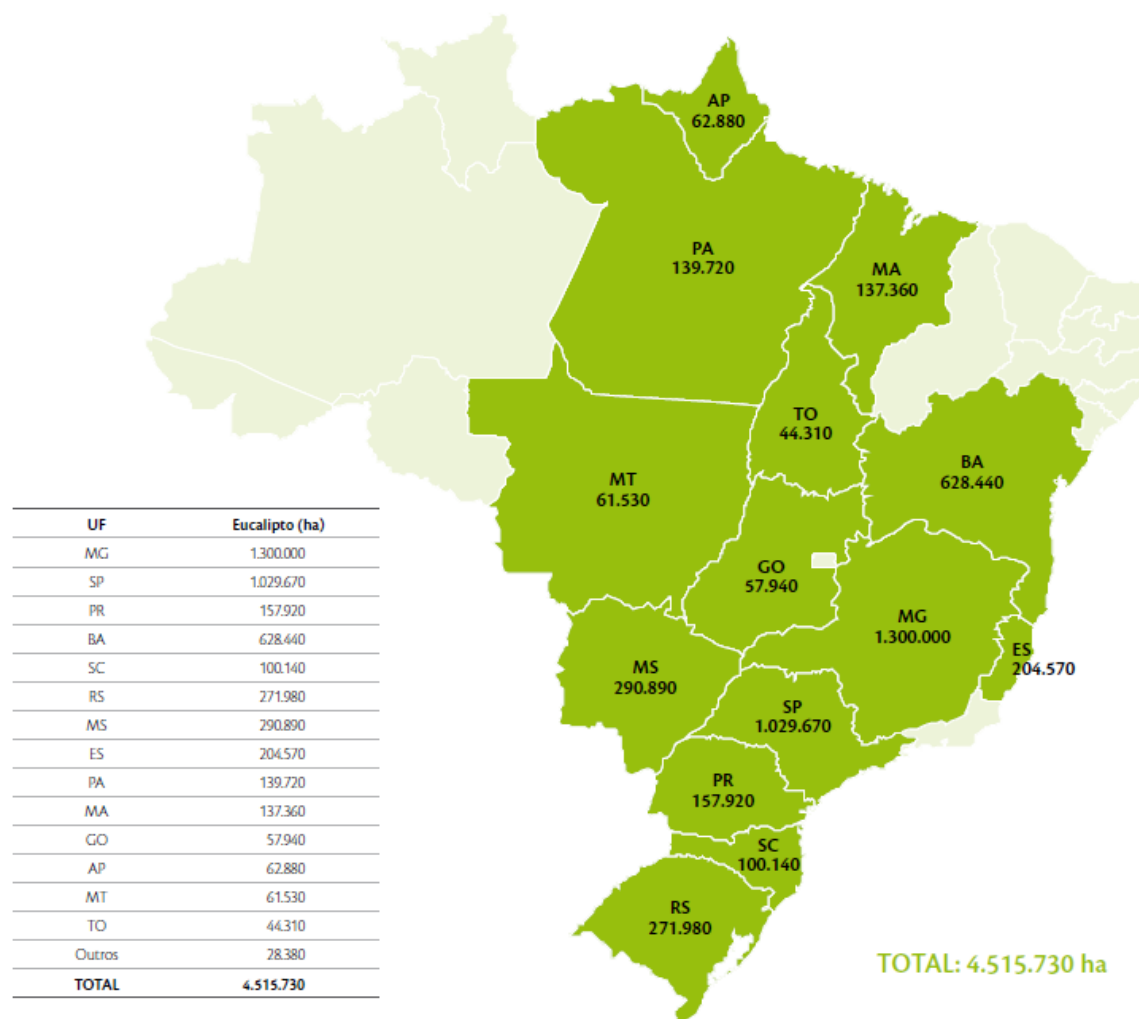 AP
62.880
PA
139.720
MA
137.360
TO
44.310
BA
628.440
MT
61.530
GO
57.940
MG
1.300.000
ES
204.570
MS
290.890
SP
1.029.670
PR
157.920
SC
100.140
RS
271.980
UF Eucalipto (ha)
MG 1.300.000
SP 1.029.670
PR 157.920
BA 628.440
SC 100.140
RS 271.980
MS 290.890
ES 204.570
PA 139.720
MA 137.360
GO 57.940
AP 62.880
MT 61.530
TO 44.310
Outros 28.380
TOTAL 4.515.730
TOTAL: 4.515.730 ha